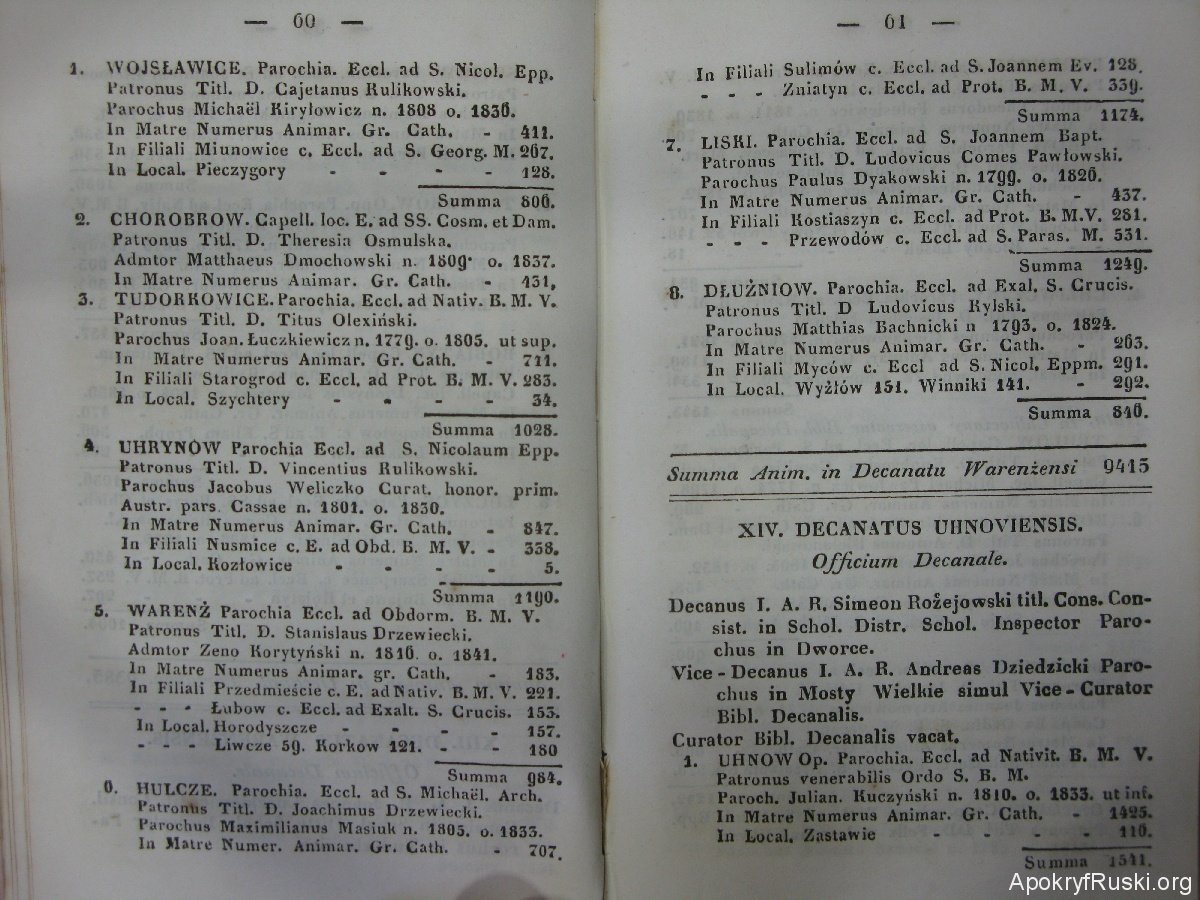 — 60 —
1. WOJSŁAWICE. Parochia. Eccl. ad S. Nicol. Epp.
Patronus Titl. D. Cajetanus Rulikowski.
Parochus Michaël Kiryłowicz n. 1808 o. 1836.
In Matre Numerus Animar. Gr. Cath. - 411.
In Filiali Miunowice c. Eccl. ad S. Georg. M. 267.
In Local. Pieczygory - - - - 128.
Summa 806.
2. CHOROBROW. Capell. loc. E. ad SS. Cosm. et Dam.
Patronus Titl. D. Theresia Osmulska.
Admtor Matthaeus Dmochowski n. 1809. o. 1837.
In Matre Numerus Animar. Gr. Cath. - 431.
3. TUDORKOWICE. Parochia. Eccl. ad Nativ. B. M. V.
Patronus Titl. D. Titus Olexiński.
Parochus Joan. Łuczkiewicz n. 1779. o. 1805. ut sup.
In Matre Numerus Animar. Gr. Cath. - 711.
In Filiali Starogrod c. Eccl. ad Prot. B. M. V. 283.
In Local. Szychtery - - - - 34.
Summa 1028.
4. UHRYNOW Parochia Eccl. ad S. Nicolaum Epp.
Patronus Titl. D. Vincentius Rulikowski.
Parochus Jacobus Weliczko Curat. honor. prim.
Austr. pars Cassae n. 1801. o. 1830.
In Matre Numerus Animar. Gr. Cath. - 847.
In Filiali Nusmice c. E. ad Obd. B. M. V. - 338.
In Local. Kozłowice - - - - 5.
Summa 1190.
5. WARENŻ Parochia Eccl. ad Obdorm. B. M. V.
Patronus Titl. D. Stanislaus Drzewiecki.
Admtor Zeno Korytyński n. 1816. o. 1841.
In Matre Numerus Animar. gr. Cath. - 183.
In Filiali Przedmieście c. E. ad Nativ. B. M. V. 221.
- - - Łubow c. Eccl. ad Exalt. S. Crucis. 153.
In Local. Horodyszcze - - - - 157.
- - - Liwcze 59. Korkow 121. - - 180
Summa 984.
6. HULCZE. Parochia. Eccl. ad S. Michaël. Arch.
Patronus Titl. D. Joachimus Drzewiecki.
Parochus Maximilianus Masiuk n. 1805. o. 1833.
In Matre Numer. Animar. Gr. Cath. - 707.
— 61 —
In Filiali Sulimów c. Eccl. ad S. Joannem Ev. 128.
- - - Zniatyn c. Eccl. ad Prot. B. M. V. 339.
Summa 1174.
7. LISKI. Parochia. Eccl. ad S. Joannem Bapt.
Patronus Titl. D. Ludovicus Comes Pawłowski.
Parochus Paulus Dyakowski n. 1799. o. 1826.
In Matre Numerus Animar. Gr. Cath. - 437.
In Filiali Kostiaszyn c. Eccl. ad Prot. B. M. V. 281.
- - - Przewodów c. Eccl. ad S. Paras. M. 531.
Summa 1249.
8. DŁUŻNIOW. Parochia. Eccl. ad Exal. S. Crucis.
Patronus Titl. D Ludovicus Rylski.
Parochus Matthias Bachnicki n 1793. o. 1824.
In Matre Numerus Animar. Gr. Cath. - 263.
In Filiali Myców c. Eccl S. Nicol. Eppm. 291.
In Local. Wyżłów 151. Winniki 141. - 292.
Summa 846.
Summa Anim. in Decanatu Warenżensi 9415
XIV. DECANATUS UHNOVIENSIS.
Officium Decanale.
Decanus I. A. R. Simeon Rożejowski titl. Cons. Con-
sist. in Schol. Distr. Schol. Inspector Paro-
chus in Dworce.
Vice-Decanus I. A. R. Andreas Dziedzicki Paro-
chus in Mosty Wielkie simul Vice-Curator
Bibl. Decanalis.
Curator Bibl. Decanalis vacat.
1. UHNOW Op. Parochia. Eccl. ad Nativit. B. M. V.
Patronus venerabilis Ordo S. B. M.
Paroch. Julian. Kuczyński n. 1810. o. 1833. ut inf.
In Matre Numerus Animar. Gr. Cath. - 1425.
In Local. Zastawie - - - - 116.
Summa 1541.
ApokryfRuski.org